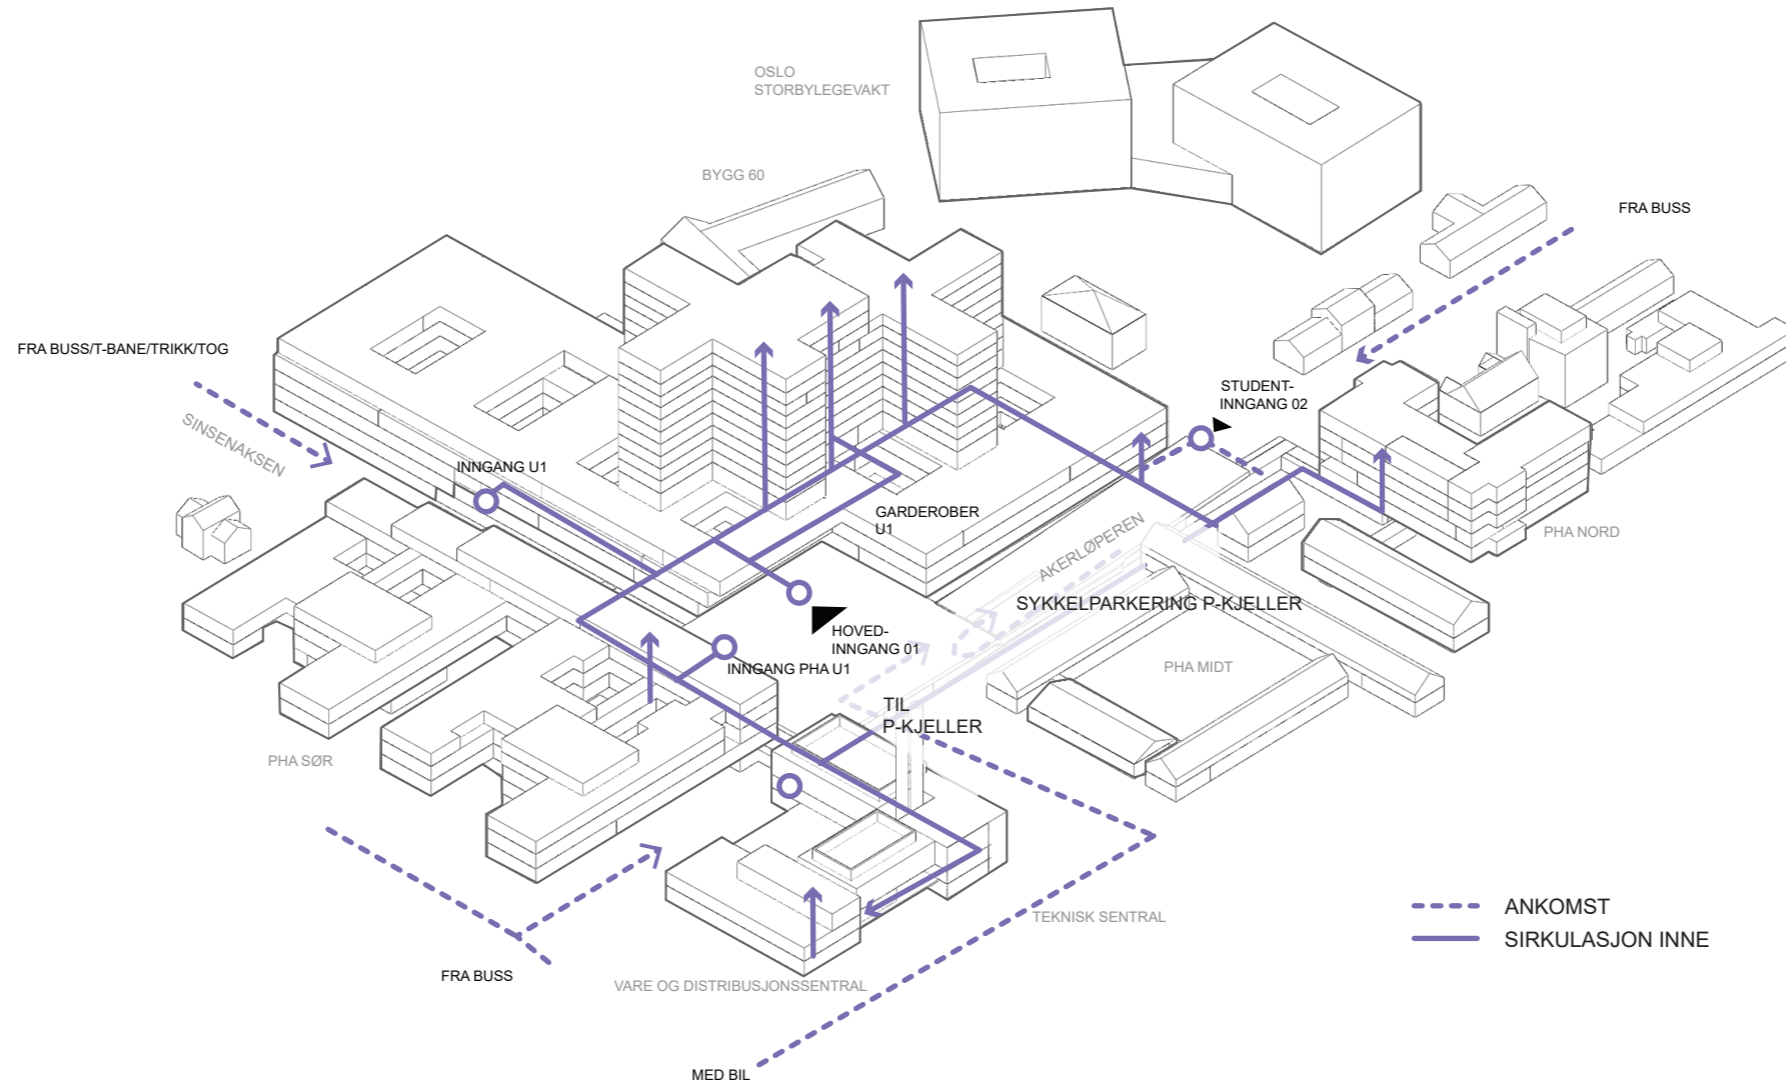 OSLO
STORBYLEGEVAKT
BYGG 60
FRA BUSS
FRA BUSS/T-BANE/TRIKK/TOG
STUDENT-
INNGANG 02
SINSENAKSEN
INNGANG U1
GARDEROBER
U1
AKERLØPEREN
PHA NORD
SYKKELPARKERING P-KJELLER
HOVED-
INNGANG 01
INNGANG PHA U1
PHA MIDT
TIL
P-KJELLER
PHA SØR
ANKOMST
TEKNISK SENTRAL
SIRKULASJON INNE
FRA BUSS
VARE OG DISTRIBUSJONSSENTRAL
MED BIL